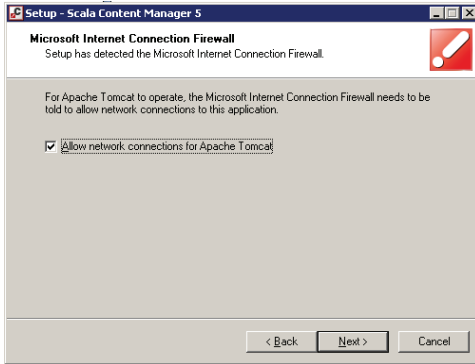 Setup - Scala Content Manager 5
Microsoft Internet Connection Firewall
Setup has detected the Microsoft Internet Connection Firewall.
For Apache Tomcat to operate, the Microsoft Internet Connection Firewall needs to be
told to allow network connections to this application.
Allow network connections for Apache Tomcat
< Back
Next >
Cancel